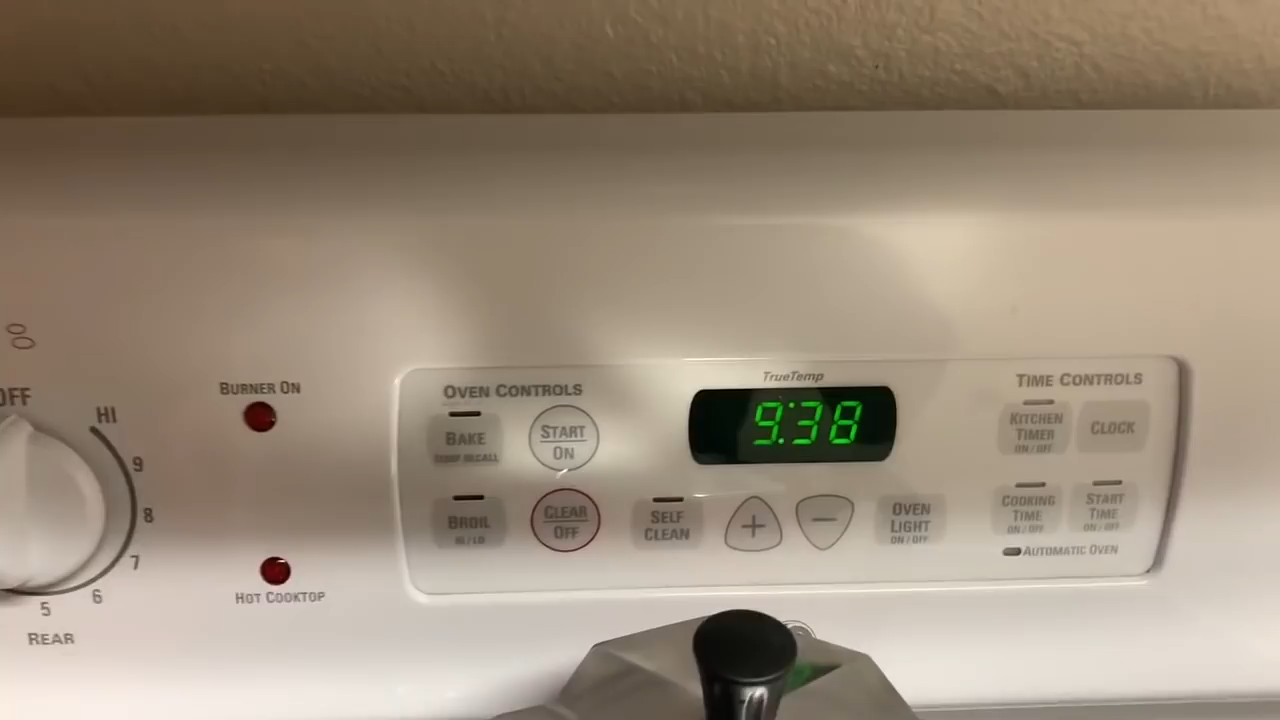 TrueTemp
OVEN CONTROLS
TIME CONTROLS
BURNER ON
OFF
HI
9
8
7
6
5
REAR
HOT COOKTOP
BAKE
TEMP RECALL
START
ON
9:38
KITCHEN
TIMER
ON / OFF
CLOCK
BROIL
HI / LO
CLEAR
OFF
SELF
CLEAN
+
−
OVEN
LIGHT
ON / OFF
COOKING
TIME
ON / OFF
START
TIME
ON / OFF
AUTOMATIC OVEN